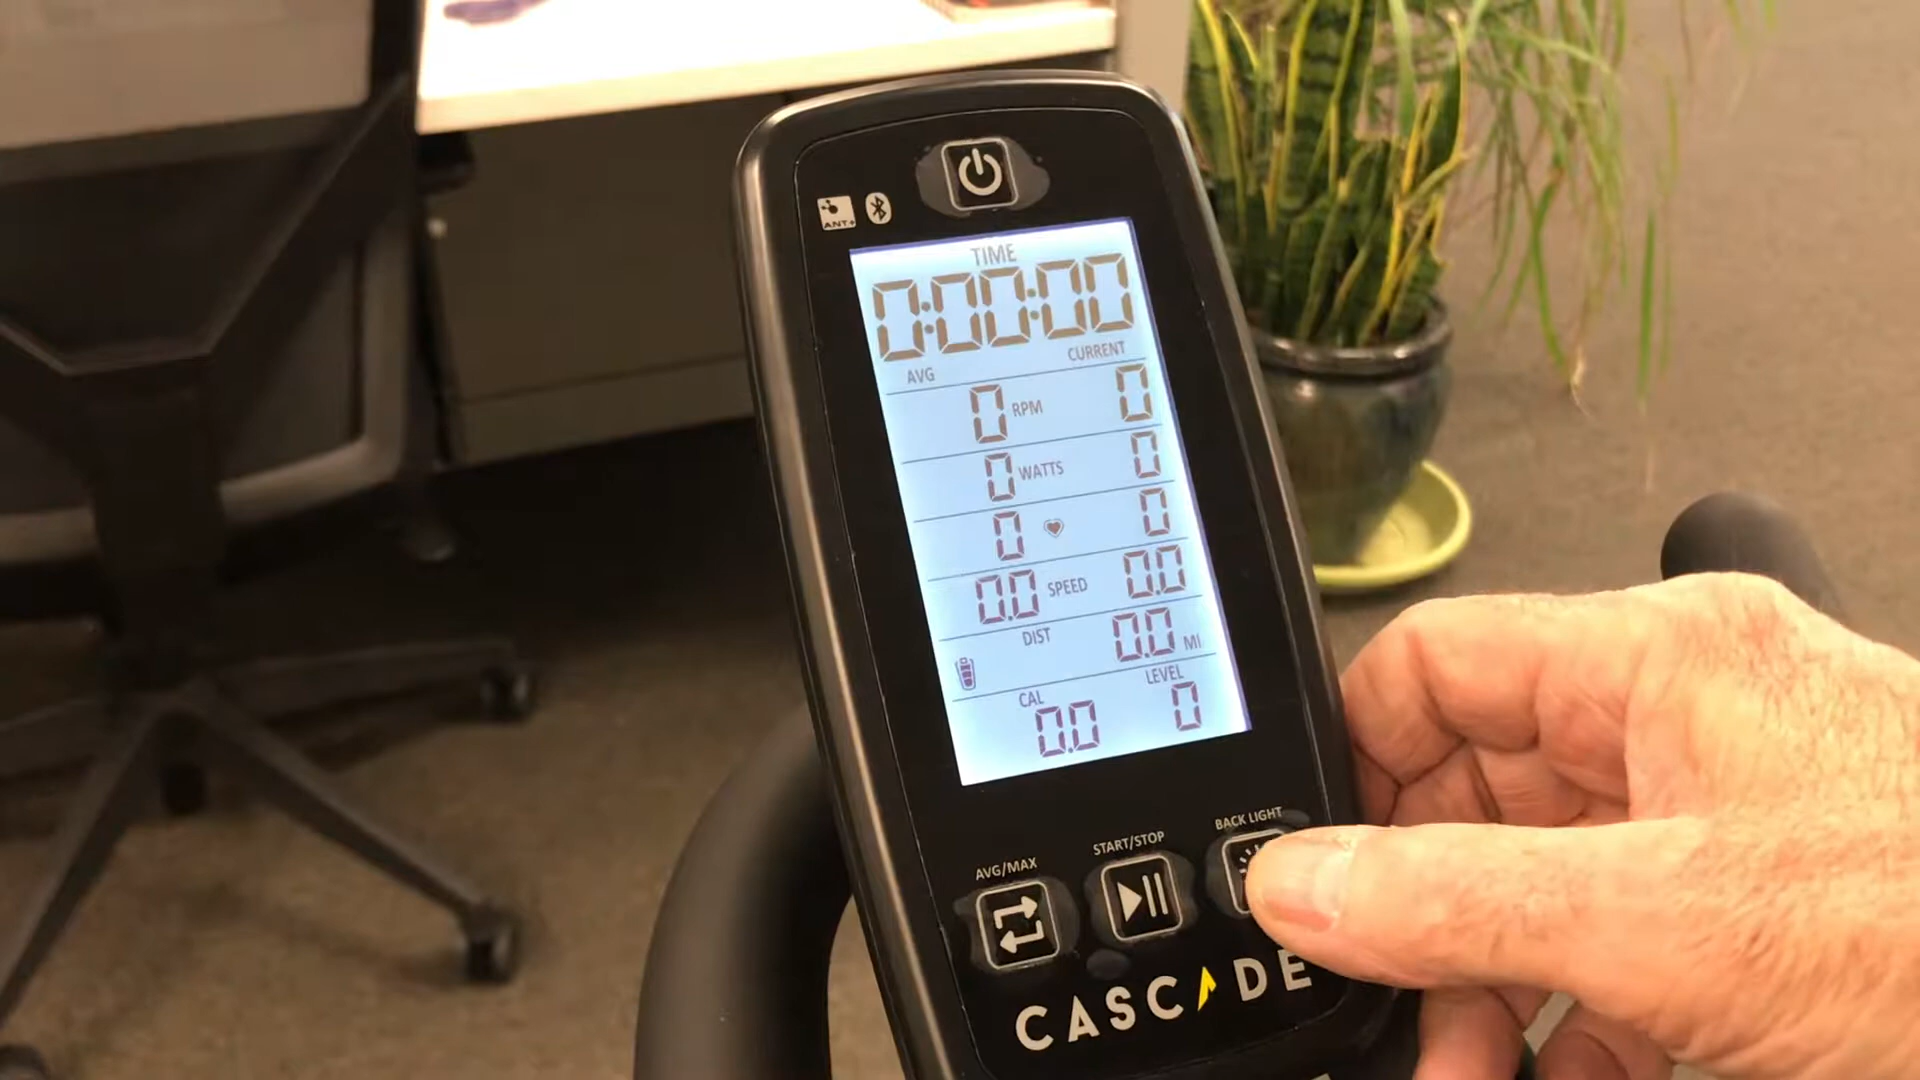 ANT+
TIME
0:00:00
AVG CURRENT
0 RPM 0
0 WATTS 0
0 0
0.0 SPEED 0.0
DIST 0.0 MI
CAL LEVEL
0.0 0
AVG/MAX START/STOP BACK LIGHT
CASCADE